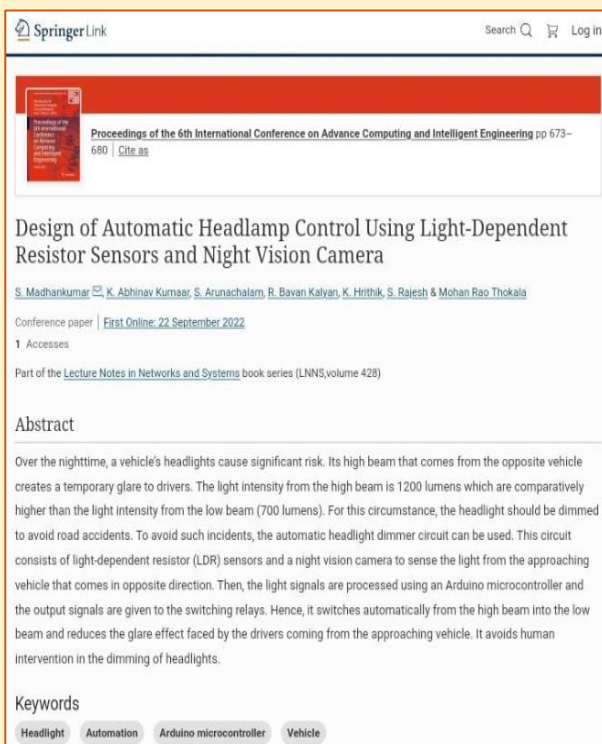 Springer Link
Search
Log in
Proceedings of the 6th International Conference on Advance Computing and Intelligent Engineering pp 673–
680 | Cite as
Design of Automatic Headlamp Control Using Light-Dependent
Resistor Sensors and Night Vision Camera
S. Madhankumar, K. Abhinav Kumaar, S. Arunachalam, R. Bavan Kalyan, K. Hrithik, S. Rajesh & Mohan Rao Thokala
Conference paper | First Online: 22 September 2022
1 Accesses
Part of the Lecture Notes in Networks and Systems book series (LNNS,volume 428)
Abstract
Over the nighttime, a vehicle's headlights cause significant risk. Its high beam that comes from the opposite vehicle
creates a temporary glare to drivers. The light intensity from the high beam is 1200 lumens which are comparatively
higher than the light intensity from the low beam (700 lumens). For this circumstance, the headlight should be dimmed
to avoid road accidents. To avoid such incidents, the automatic headlight dimmer circuit can be used. This circuit
consists of light-dependent resistor (LDR) sensors and a night vision camera to sense the light from the approaching
vehicle that comes in opposite direction. Then, the light signals are processed using an Arduino microcontroller and
the output signals are given to the switching relays. Hence, it switches automatically from the high beam into the low
beam and reduces the glare effect faced by the drivers coming from the approaching vehicle. It avoids human
intervention in the dimming of headlights.
Keywords
Headlight Automation Arduino microcontroller Vehicle